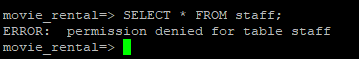 movie_rental=> SELECT * FROM staff;
ERROR:  permission denied for table staff
movie_rental=>